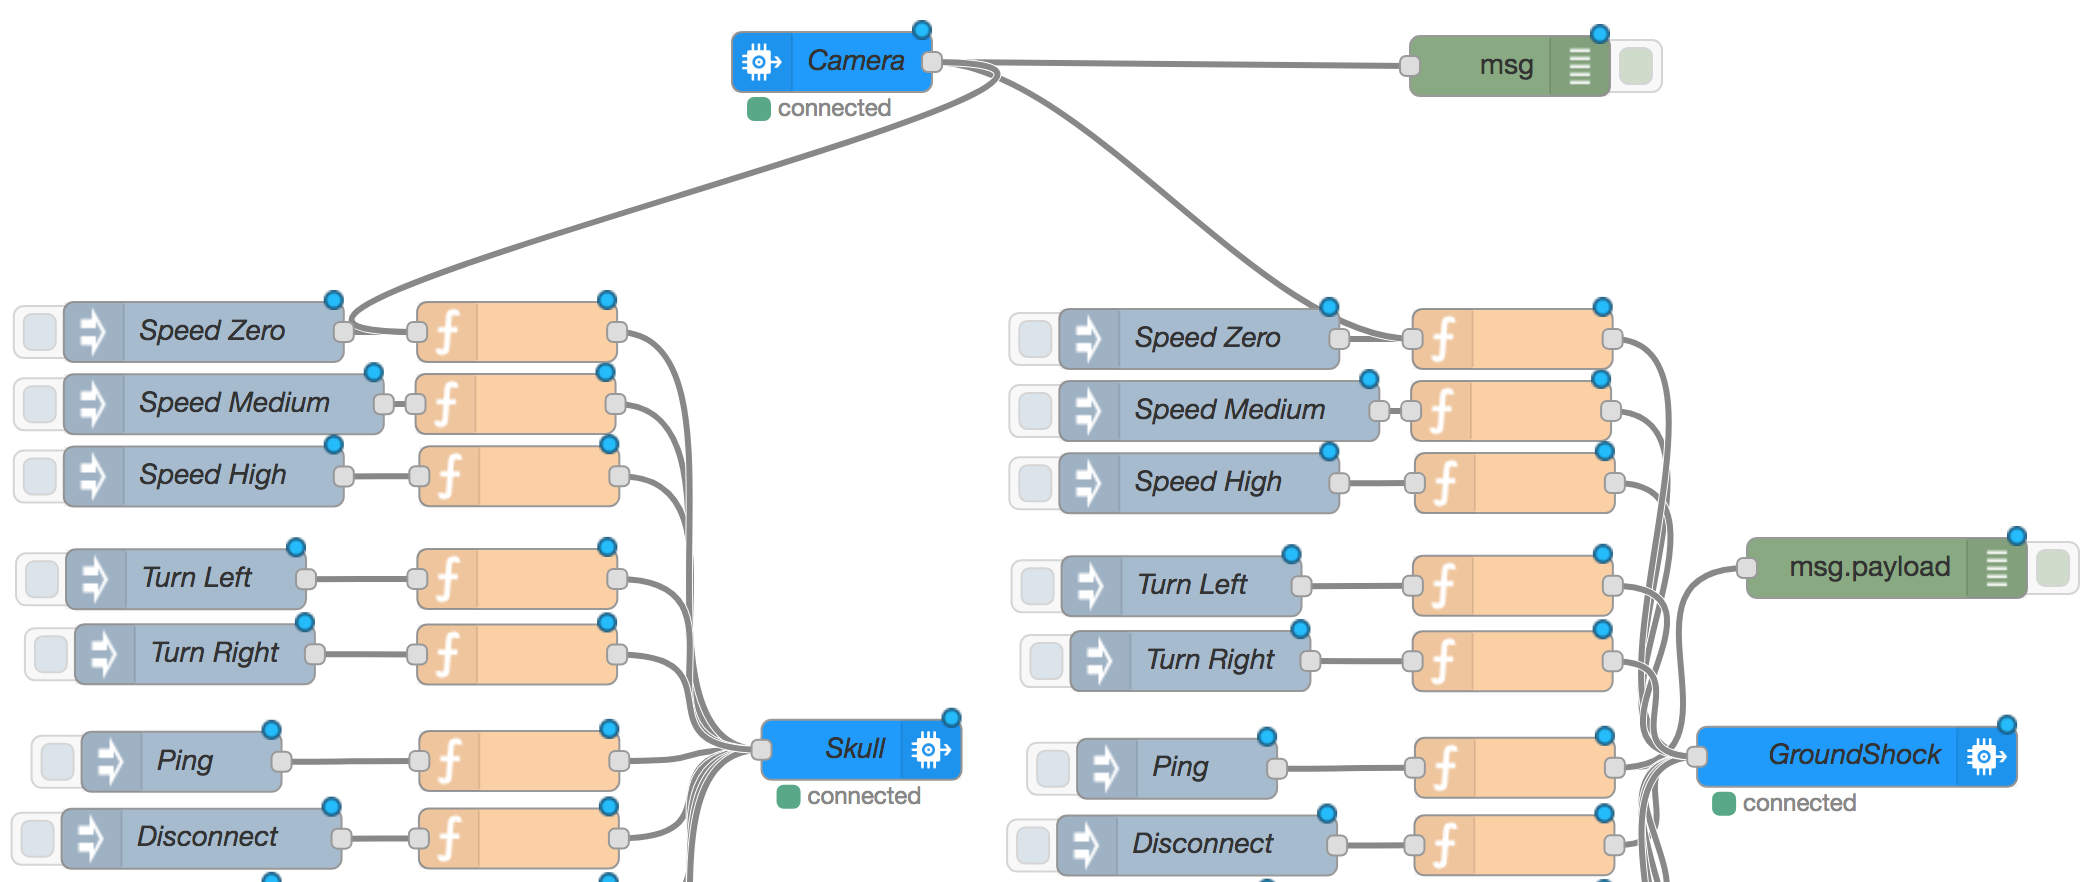 Camera
connected
msg
Speed Zero
Speed Medium
Speed High
Turn Left
Turn Right
Ping
Disconnect
Skull
connected
Speed Zero
Speed Medium
Speed High
Turn Left
Turn Right
Ping
Disconnect
msg.payload
GroundShock
connected